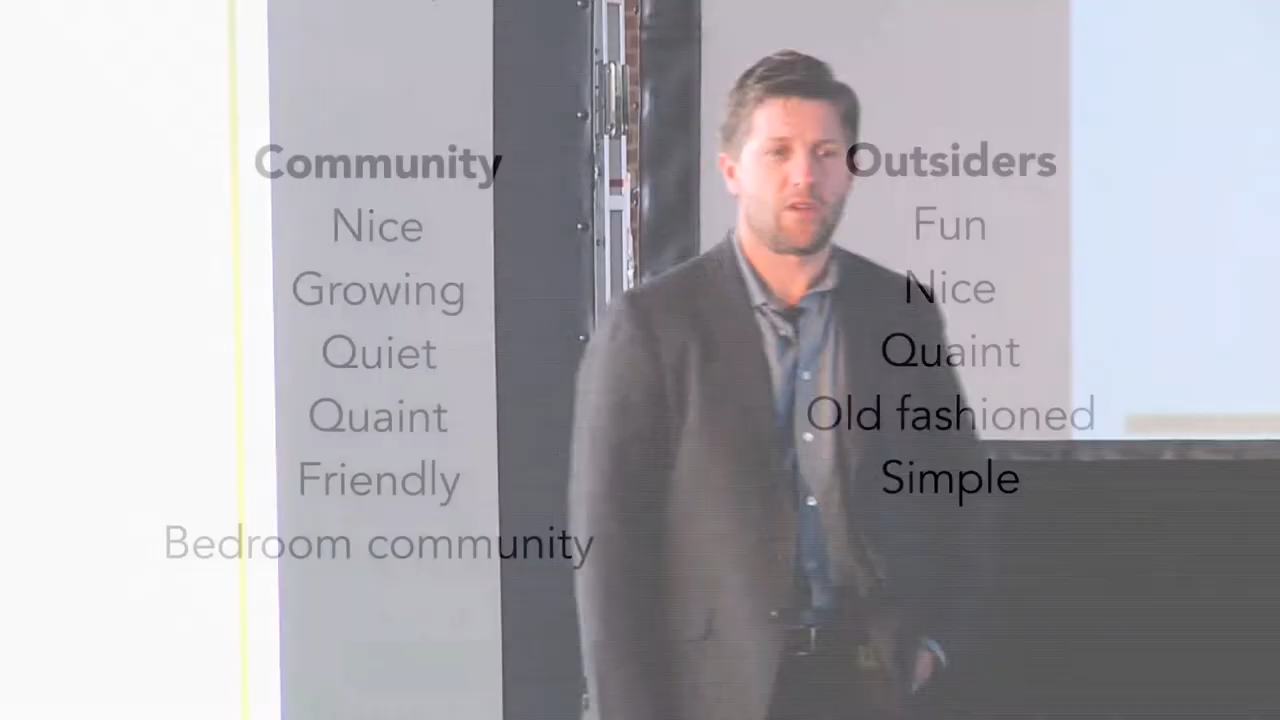 Community
Nice
Growing
Quiet
Quaint
Friendly
Bedroom community
Outsiders
Fun
Nice
Quaint
Old fashioned
Simple